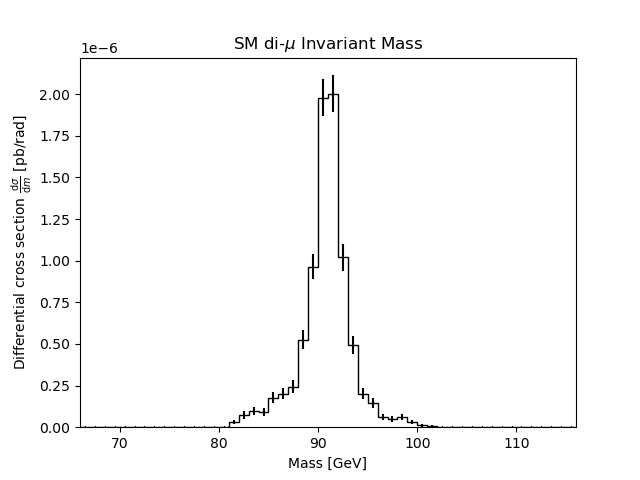 SM di-μ Invariant Mass
1e−6
2.00
1.75
1.50
1.25
1.00
0.75
0.50
0.25
0.00
Differential cross section dσ/dm [pb/rad]
70 80 90 100 110
Mass [GeV]